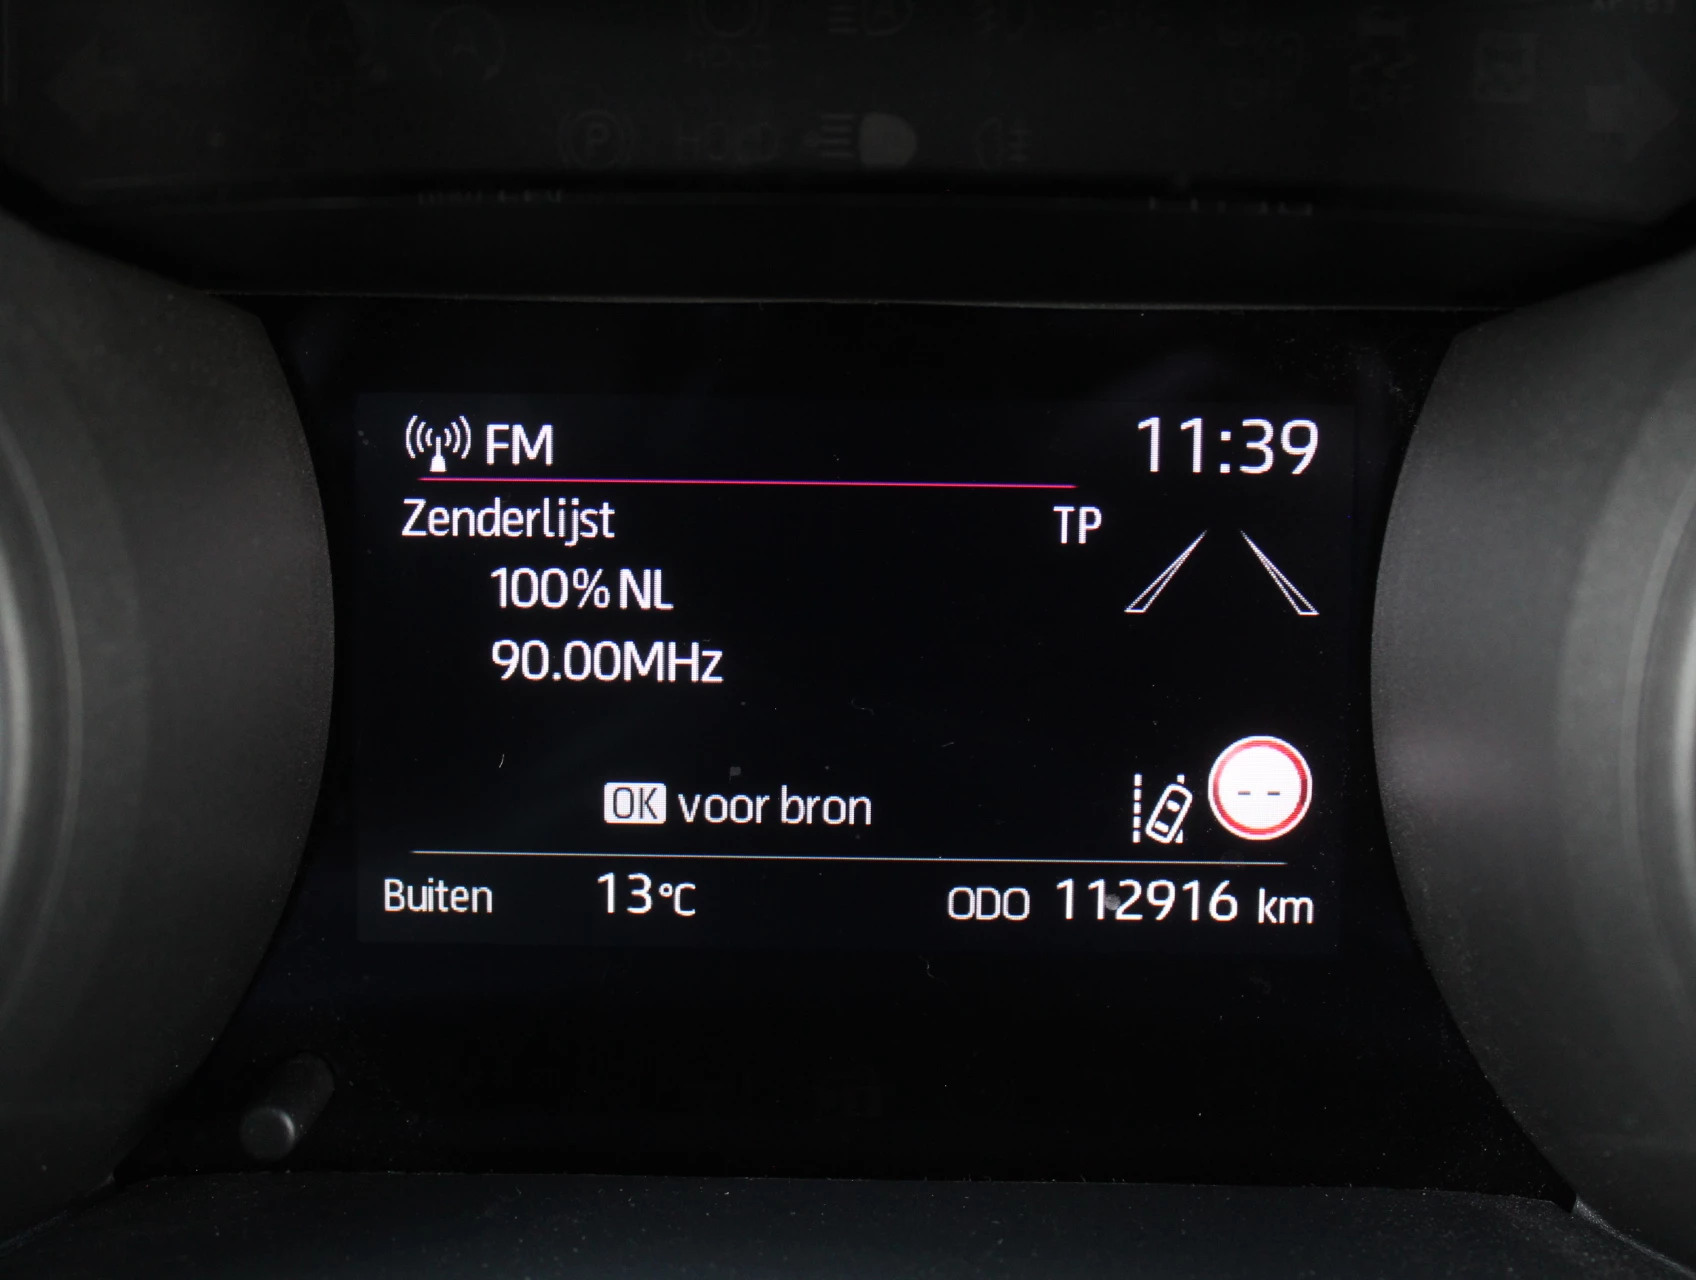 FM
11:39
Zenderlijst
TP
100% NL
90.00MHz
OK voor bron
--
Buiten 13°C
ODO 112916 km